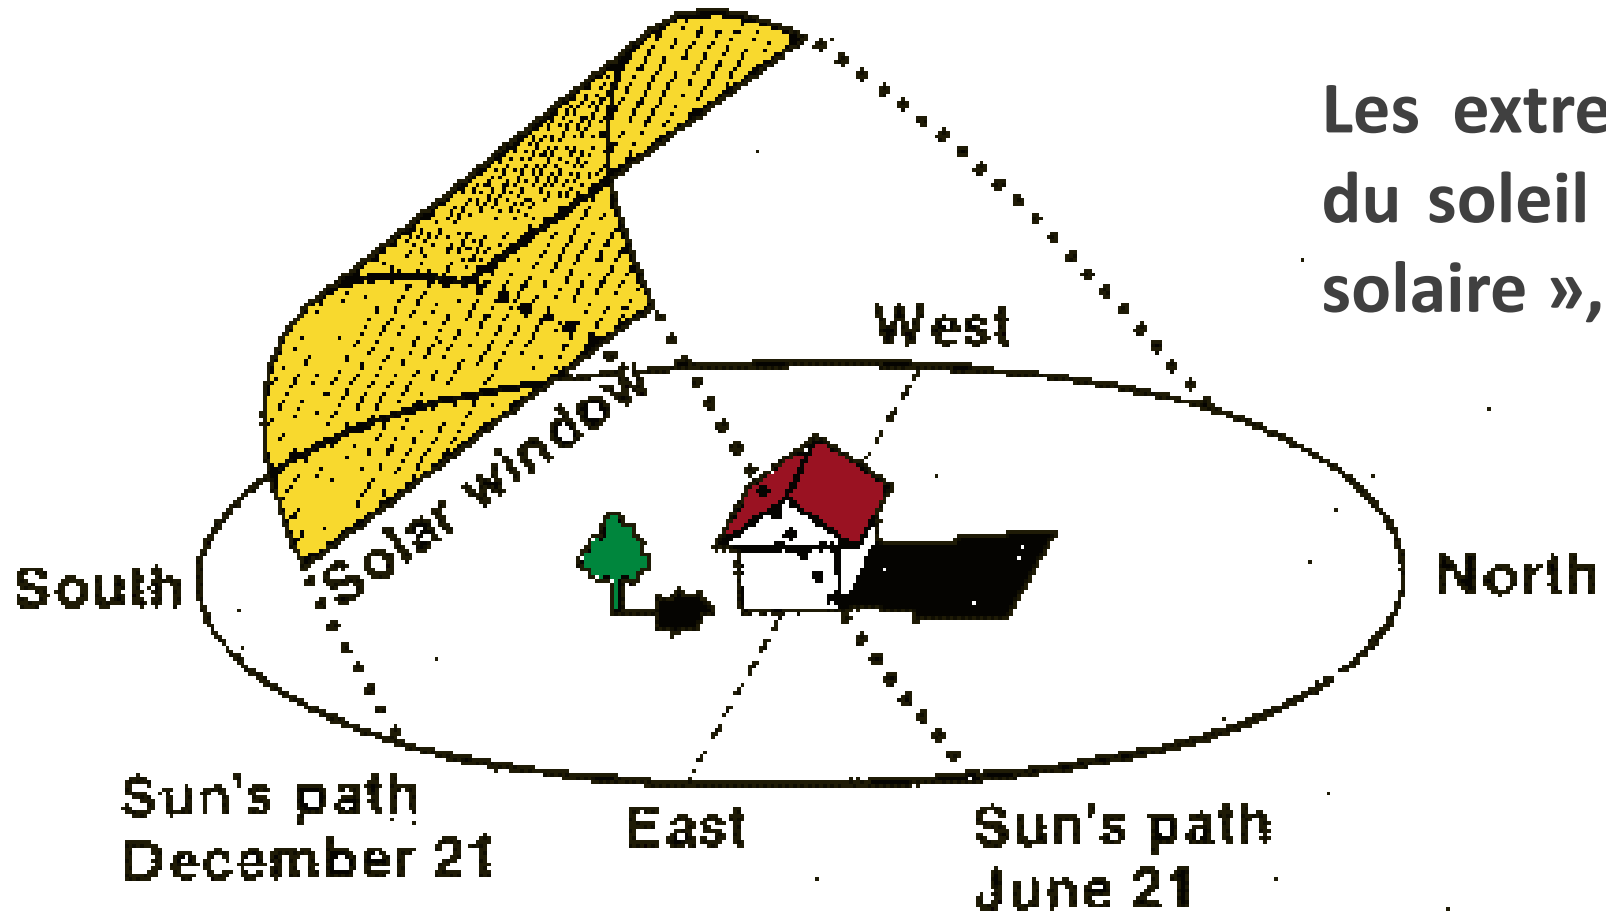 Les extre
du soleil
solaire »,
West
Solar window
South
North
Sun's path
December 21
East
Sun's path
June 21